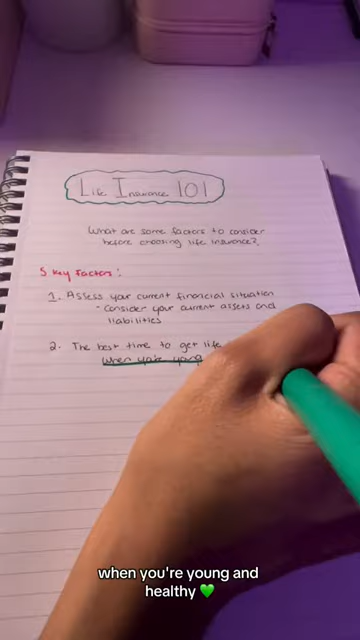 Life Insurance 101
What are some factors to consider
before choosing life insurance?
5 Key Factors:
1. Assess your current financial situation
• Consider your current assets and
liabilities
2. The best time to get life
when you're young
when you're young and
healthy 💚